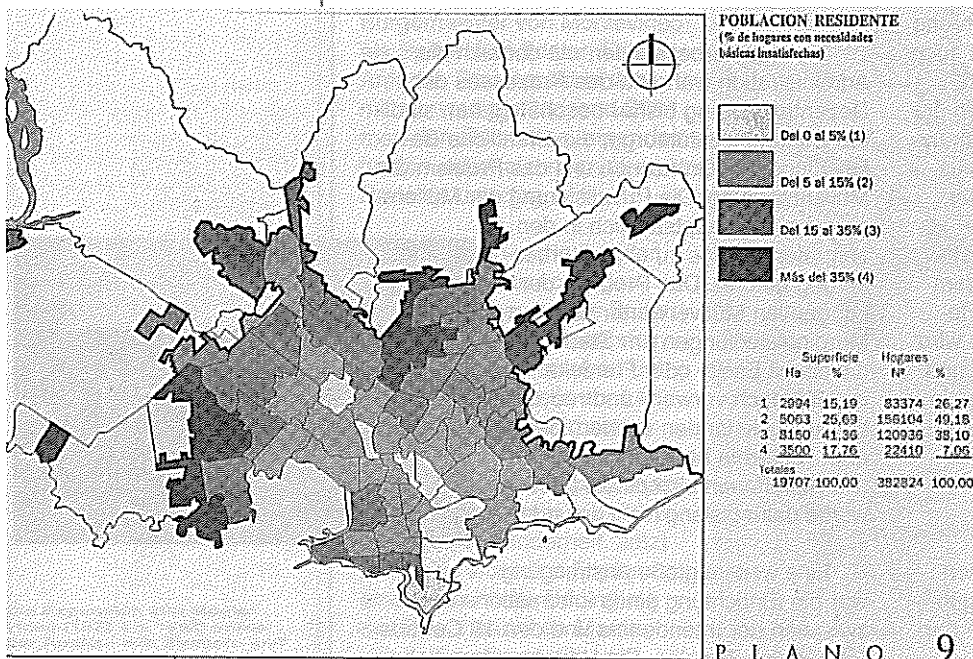 POBLACION RESIDENTE
(% de hogares con necesidades
básicas insatisfechas)
Del 0 al 5% (1)
Del 5 al 15% (2)
Del 15 al 35% (3)
Más del 35% (4)
Superficie Hogares
Ha % Nº %
1 2994 15,19 83374 26,27
2 5063 25,69 156104 49,18
3 8150 41,36 120936 38,10
4 3500 17,76 22410 7,06
Totales
19707 100,00 382824 100,00
PLANO 9